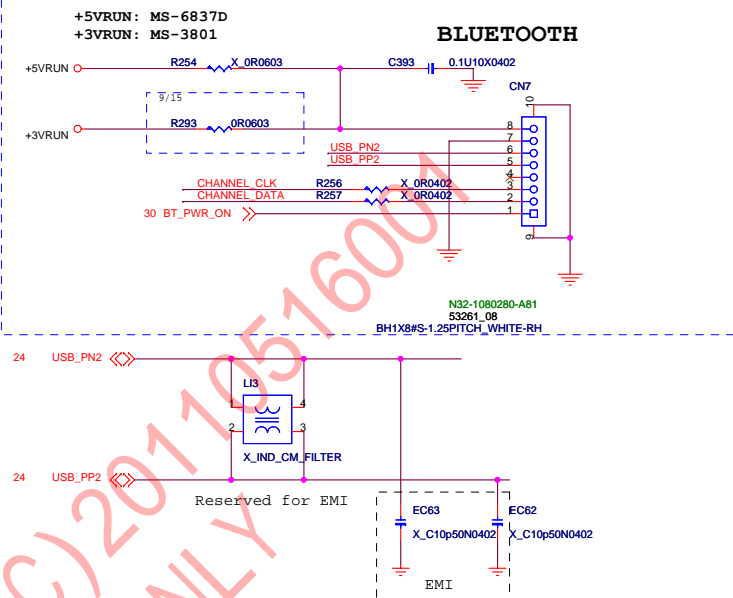 +5VRUN: MS-6837D
+3VRUN: MS-3801
BLUETOOTH
+5VRUN
R254
X_0R0603
C393
0.1U10X0402
CN7
9/15
10
+3VRUN
R293
0R0603
8
7
USB_PN2
6
USB_PP2
5
4
CHANNEL_CLK
R256
X_0R0402
3
CHANNEL_DATA
R257
X_0R0402
2
30 BT_PWR_ON
1
9
N32-1080280-A81
53261_08
BH1X8#S-1.25PITCH_WHITE-RH
24 USB_PN2
LI3
1
4
2
3
X_IND_CM_FILTER
24 USB_PP2
Reserved for EMI
EC63
X_C10p50N0402
EC62
X_C10p50N0402
EMI
C)20110516001
NLY